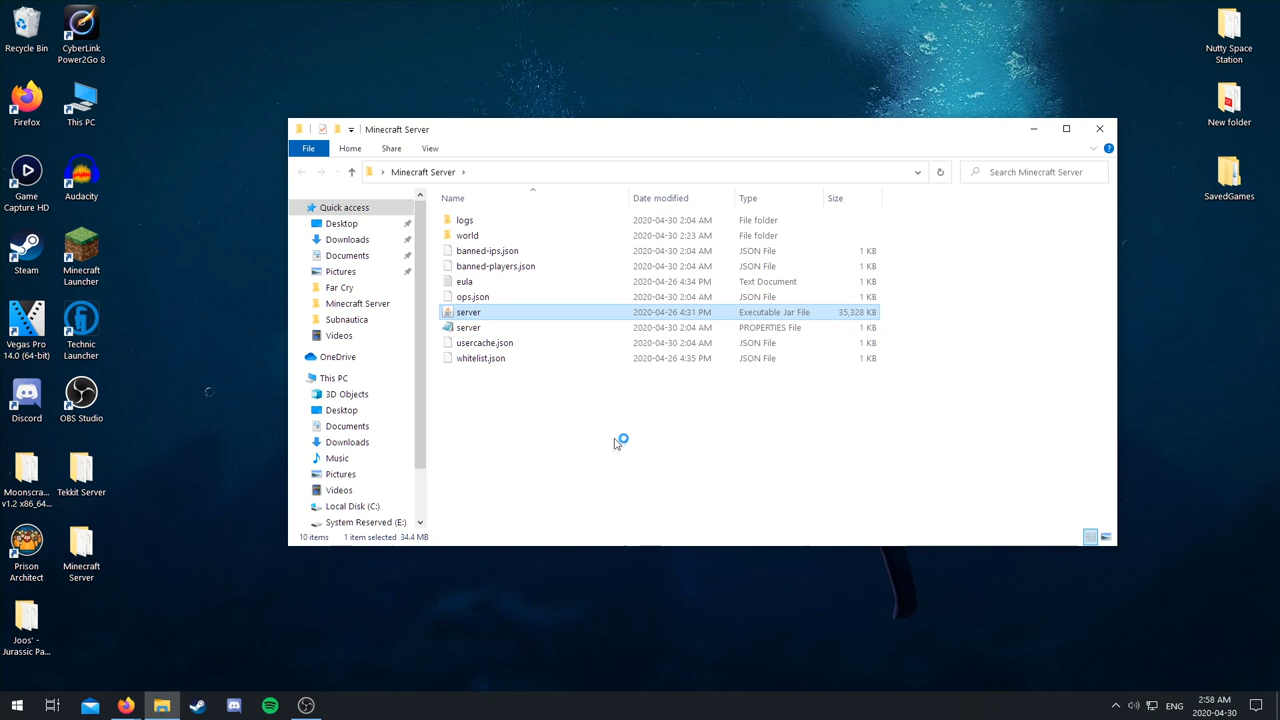 Recycle Bin
CyberLink Power2Go 8
Firefox
This PC
Game Capture HD
Audacity
Steam
Minecraft Launcher
Vegas Pro 14.0 (64-bit)
Technic Launcher
Discord
OBS Studio
Moonscra... v1.2 x86_64...
Tekkit Server
Prison Architect
Minecraft Server
Joos' - Jurassic Pa...
Nutty Space Station
New folder
SavedGames
Minecraft Server
File Home Share View
Minecraft Server
Search Minecraft Server
Quick access
Desktop
Downloads
Documents
Pictures
Far Cry
Minecraft Server
Subnautica
Videos
OneDrive
This PC
3D Objects
Desktop
Documents
Downloads
Music
Pictures
Videos
Local Disk (C:)
System Reserved (E:)
Name Date modified Type Size
logs 2020-04-30 2:04 AM File folder
world 2020-04-30 2:23 AM File folder
banned-ips.json 2020-04-30 2:04 AM JSON File 1 KB
banned-players.json 2020-04-30 2:04 AM JSON File 1 KB
eula 2020-04-26 4:34 PM Text Document 1 KB
ops.json 2020-04-30 2:04 AM JSON File 1 KB
server 2020-04-26 4:31 PM Executable Jar File 35,328 KB
server 2020-04-30 2:04 AM PROPERTIES File 1 KB
usercache.json 2020-04-30 2:04 AM JSON File 1 KB
whitelist.json 2020-04-26 4:35 PM JSON File 1 KB
10 items 1 item selected 34.4 MB
ENG
2:58 AM
2020-04-30